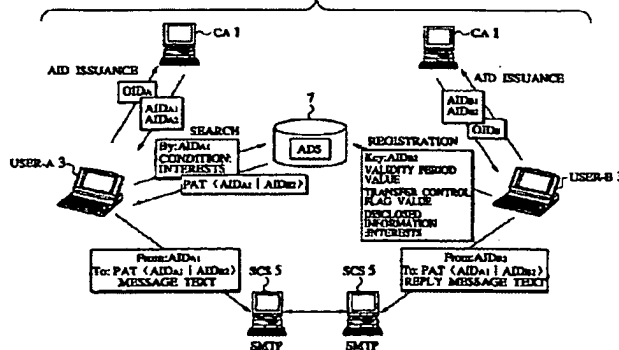 CA 1
CA 1
AID ISSUANCE
AID ISSUANCE
OIDA
AIDA1
AIDA2
AIDB1
AIDB2
OIDB
7
ADS
SEARCH
By:AIDA1
CONDITION:
INTERESTS
PAT <AIDA1 | AIDB2>
REGISTRATION
Key:AIDB2
VALIDITY PERIOD
VALUE
TRANSFER CONTROL
FLAG VALUE
DISCLOSED
INFORMATION
:INTERESTS
USER-A 3
USER-B 3
From:AIDA1
To: PAT <AIDA1 | AIDB2>
MESSAGE TEXT
From:AIDB2
To: PAT <AIDA1 | AIDB2>
REPLY MESSAGE TEXT
SCS 5
SCS 5
SMTP
SMTP